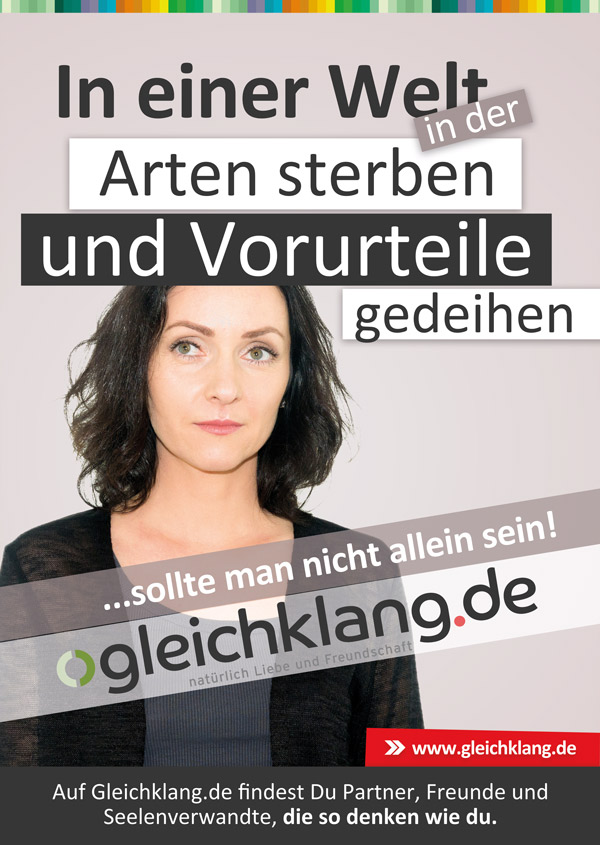 In einer Welt
in der
Arten sterben
und Vorurteile
gedeihen
...sollte man nicht allein sein!
gleichklang.de
natürlich Liebe und Freundschaft
www.gleichklang.de
Auf Gleichklang.de findest Du Partner, Freunde und
Seelenverwandte, die so denken wie du.